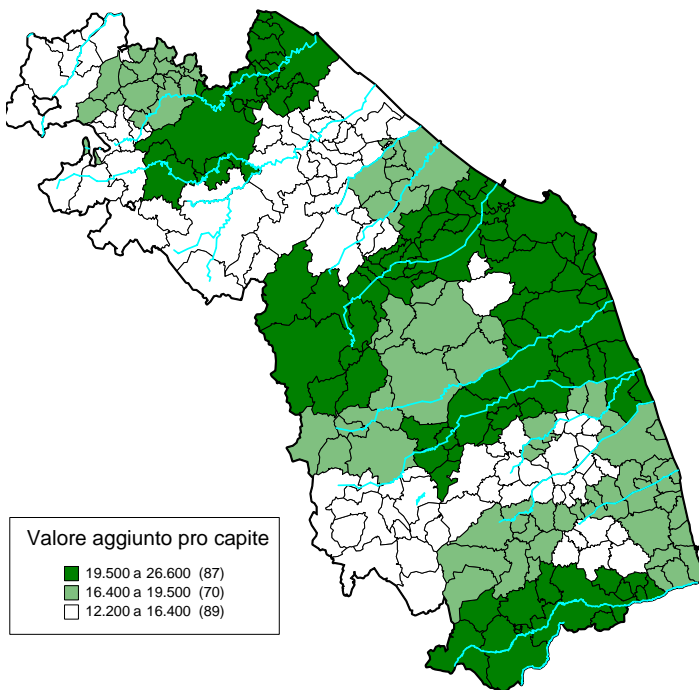 Valore aggiunto pro capite
19.500 a 26.600 (87)
16.400 a 19.500 (70)
12.200 a 16.400 (89)